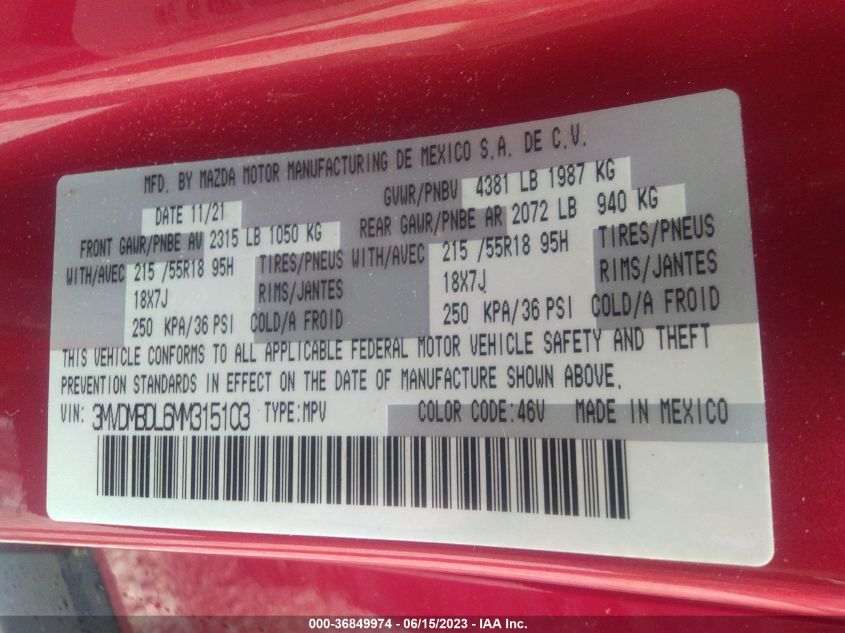 MFD. BY MAZDA MOTOR MANUFACTURING DE MEXICO S.A. DE C.V.
DATE 11/21 GVWR/PNBV 4381 LB 1987 KG
FRONT GAWR/PNBE AV 2315 LB 1050 KG REAR GAWR/PNBE AR 2072 LB 940 KG
WITH/AVEC 215 /55R18 95H TIRES/PNEUS WITH/AVEC 215 /55R18 95H TIRES/PNEUS
18X7J RIMS/JANTES 18X7J RIMS/JANTES
250 KPA/36 PSI COLD/A FROID 250 KPA/36 PSI COLD/A FROID
THIS VEHICLE CONFORMS TO ALL APPLICABLE FEDERAL MOTOR VEHICLE SAFETY AND THEFT
PREVENTION STANDARDS IN EFFECT ON THE DATE OF MANUFACTURE SHOWN ABOVE.
VIN: 3MVDMBDL6MM315103 TYPE:MPV COLOR CODE:46V MADE IN MEXICO
000-36849974 - 06/15/2023 - IAA Inc.